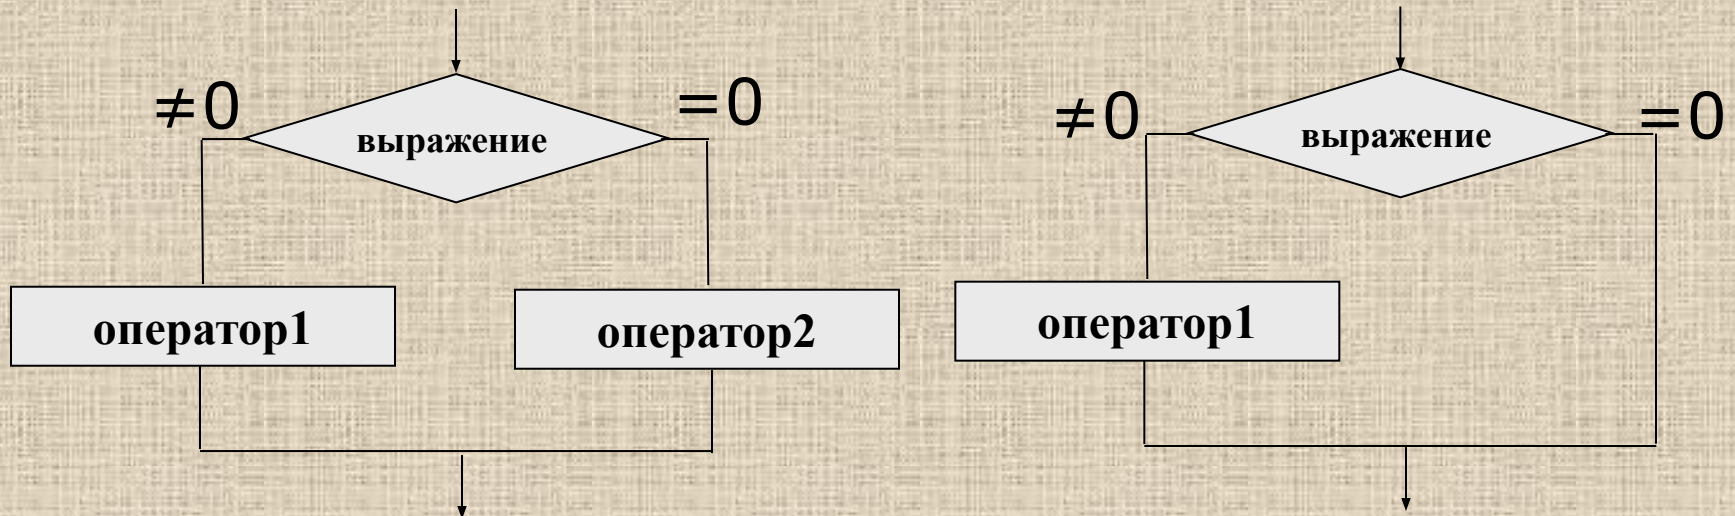 ≠0
=0
выражение
оператор1
оператор2
≠0
=0
выражение
оператор1